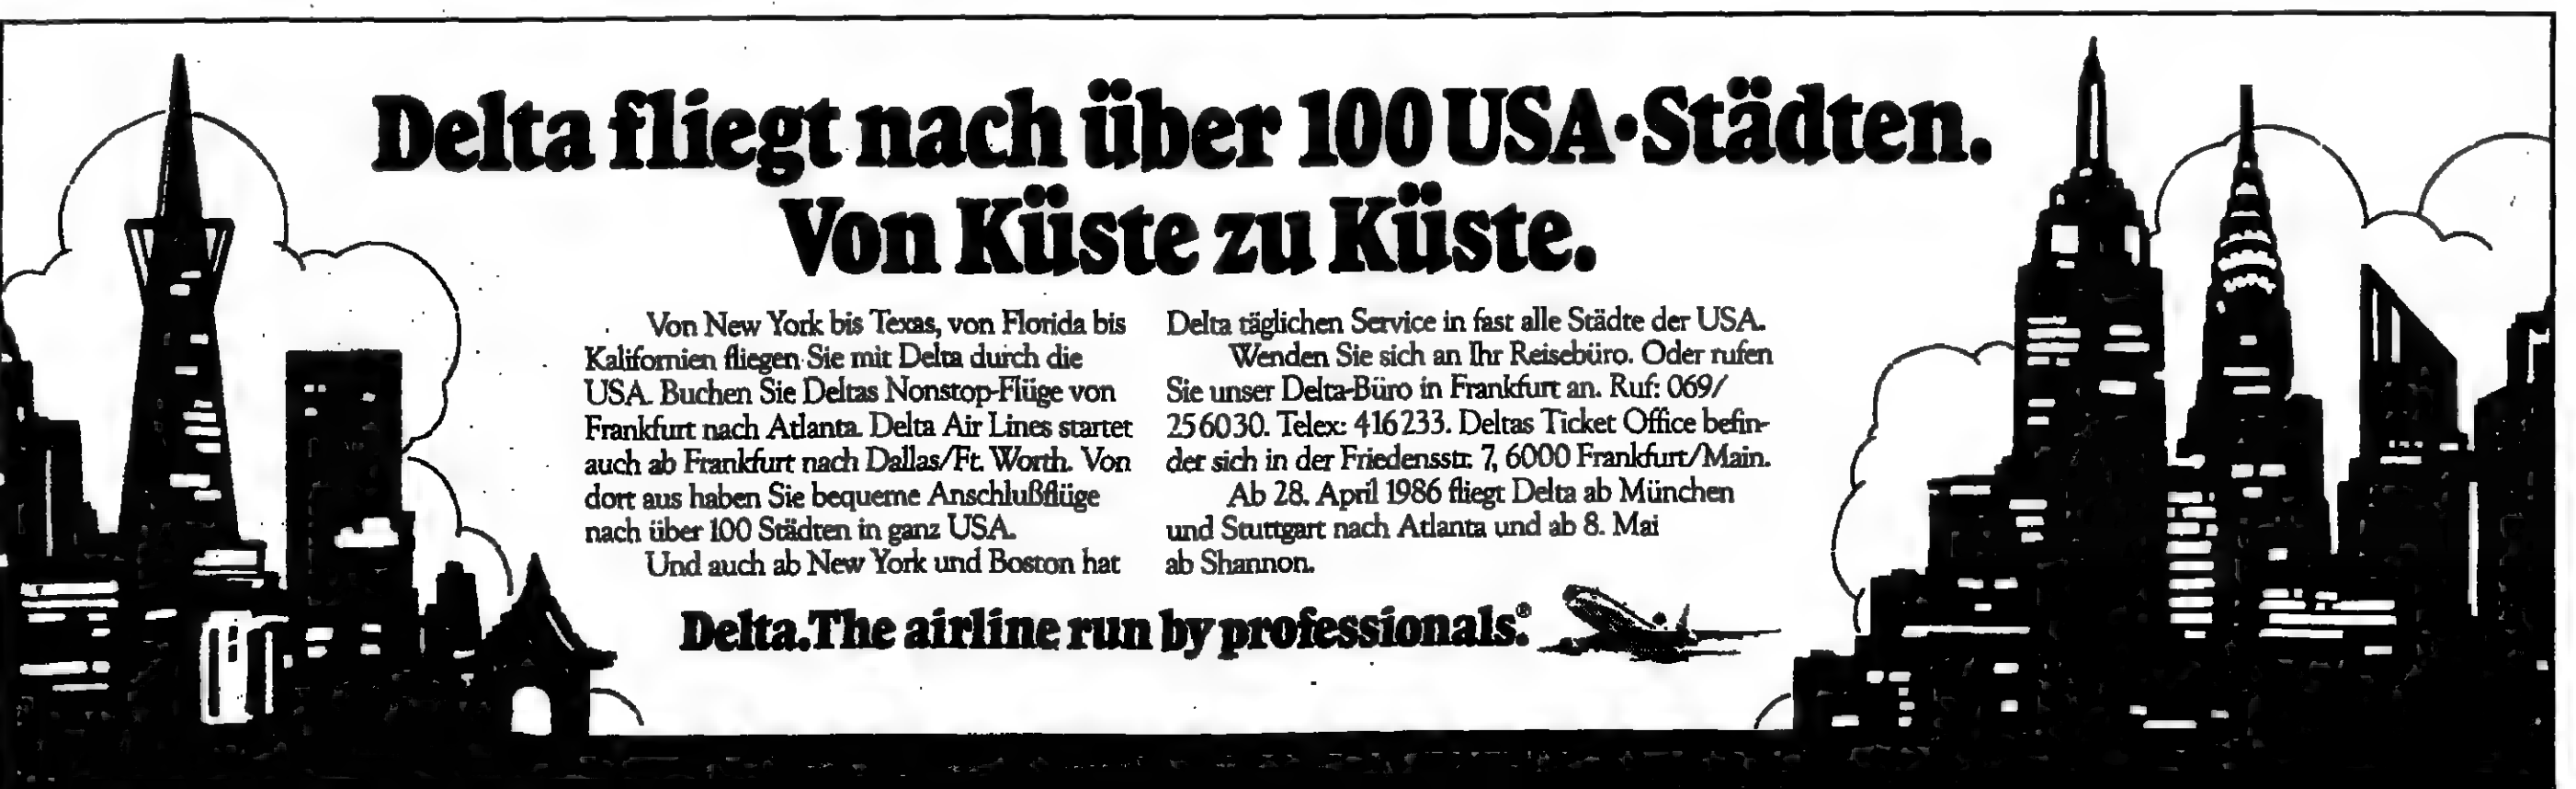 Delta fliegt nach über 100 USA-Städten.
Von Küste zu Küste.
Von New York bis Texas, von Florida bis
Kalifornien fliegen Sie mit Delta durch die
USA. Buchen Sie Deltas Nonstop-Flüge von
Frankfurt nach Atlanta. Delta Air Lines startet
auch ab Frankfurt nach Dallas/Ft. Worth. Von
dort aus haben Sie bequeme Anschlußflüge
nach über 100 Städten in ganz USA.
Und auch ab New York und Boston hat
Delta täglichen Service in fast alle Städte der USA.
Wenden Sie sich an Ihr Reisebüro. Oder rufen
Sie unser Delta-Büro in Frankfurt an. Ruf: 069/
256030. Telex: 416233. Deltas Ticket Office befin-
det sich in der Friedensstr. 7, 6000 Frankfurt/Main.
Ab 28. April 1986 fliegt Delta ab München
und Stuttgart nach Atlanta und ab 8. Mai
ab Shannon.
Delta. The airline run by professionals.®